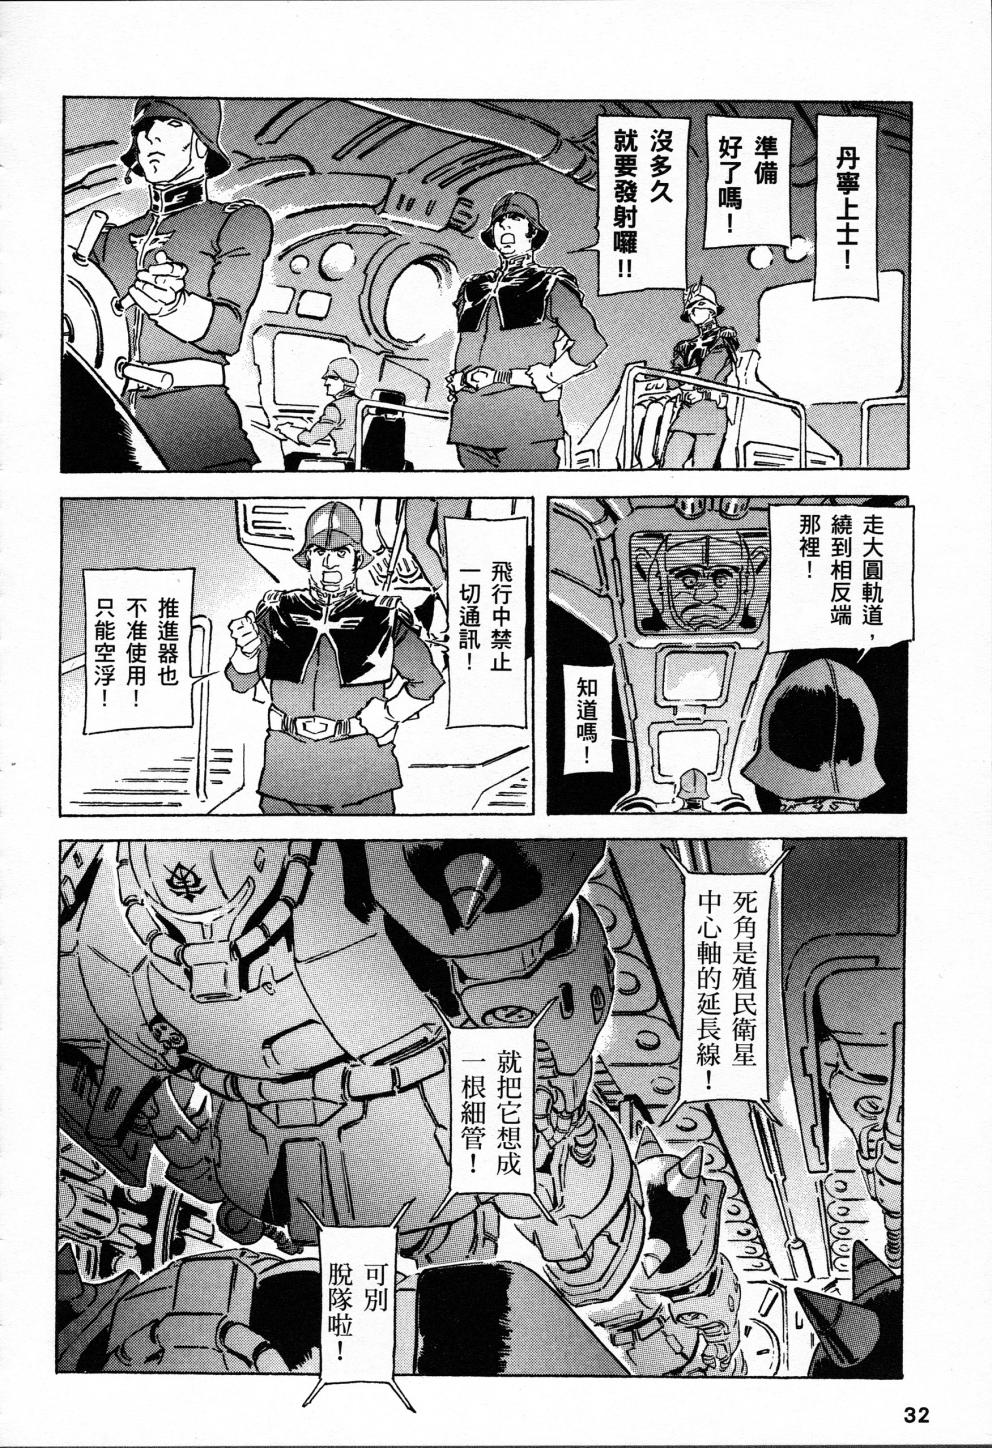 丹寧上士！
準備
好了嗎！
沒多久
就要發射囉!!
走大圓軌道，
繞到相反端
那裡！
知道嗎！
飛行中禁止
一切通訊！
推進器也
不准使用！
只能空浮！
死角是殖民衛星
中心軸的延長線！
就把它想成
一根細管！
可別
脫隊啦！
32